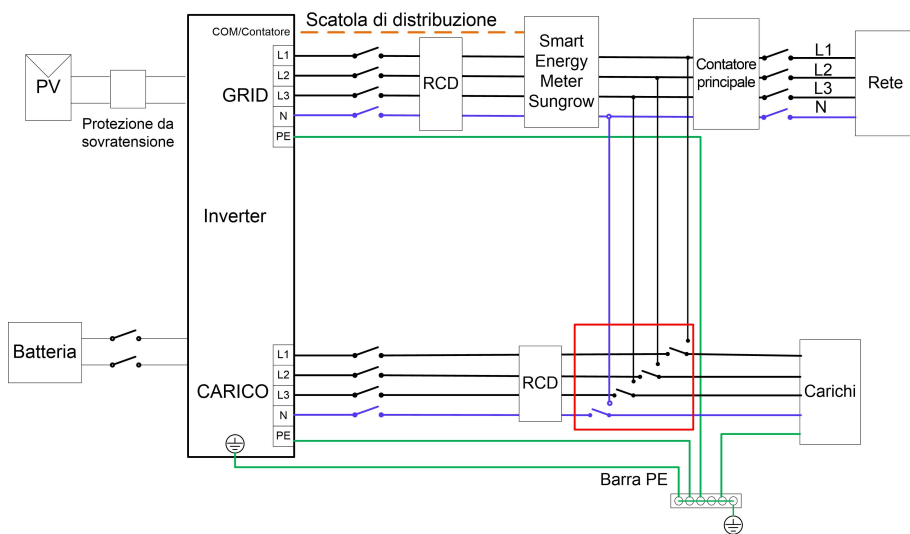 Scatola di distribuzione
COM/Contatore
PV
Protezione da
sovratensione
GRID
L1
L2
L3
N
PE
RCD
Smart
Energy
Meter
Sungrow
Contatore
principale
L1
L2
L3
N
Rete
Inverter
Batteria
CARICO
L1
L2
L3
N
PE
RCD
Carichi
Barra PE